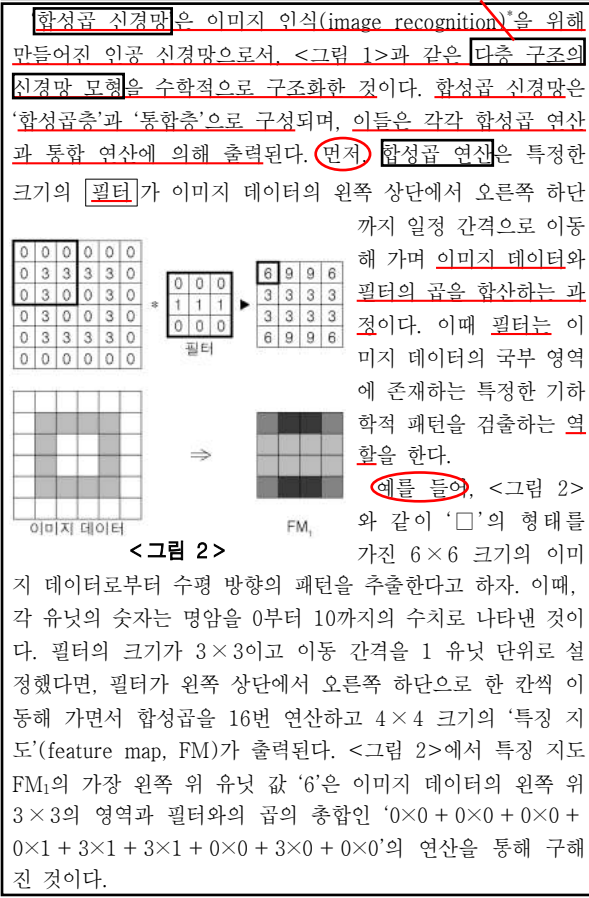 합성곱 신경망은 이미지 인식(image recognition)*을 위해
만들어진 인공 신경망으로서, <그림 1>과 같은 다층 구조의
신경망 모형을 수학적으로 구조화한 것이다. 합성곱 신경망은
‘합성곱층’과 ‘통합층’으로 구성되며, 이들은 각각 합성곱 연산
과 통합 연산에 의해 출력된다. 먼저, 합성곱 연산은 특정한
크기의 필터가 이미지 데이터의 왼쪽 상단에서 오른쪽 하단
까지 일정 간격으로 이동
해 가며 이미지 데이터와
필터의 곱을 합산하는 과
정이다. 이때 필터는 이
미지 데이터의 국부 영역
에 존재하는 특정한 기하
학적 패턴을 검출하는 역
할을 한다.
0 0 0 0 0 0
0 3 3 3 3 0
0 3 0 0 3 0
0 3 0 0 3 0
0 3 3 3 3 0
0 0 0 0 0 0
*
0 0 0
1 1 1
0 0 0
필터
▶
6 9 9 6
3 3 3 3
3 3 3 3
6 9 9 6
⇒
이미지 데이터
FM₁
<그림 2>
예를 들어, <그림 2>
와 같이 ‘□’의 형태를
가진 6×6 크기의 이미
지 데이터로부터 수평 방향의 패턴을 추출한다고 하자. 이때,
각 유닛의 숫자는 명암을 0부터 10까지의 수치로 나타낸 것이
다. 필터의 크기가 3×3이고 이동 간격을 1 유닛 단위로 설
정했다면, 필터가 왼쪽 상단에서 오른쪽 하단으로 한 칸씩 이
동해 가면서 합성곱을 16번 연산하고 4×4 크기의 ‘특징 지
도’(feature map, FM)가 출력된다. <그림 2>에서 특징 지도
FM₁의 가장 왼쪽 위 유닛 값 ‘6’은 이미지 데이터의 왼쪽 위
3×3의 영역과 필터와의 곱의 총합인 ‘0×0 + 0×0 + 0×0 +
0×1 + 3×1 + 3×1 + 0×0 + 3×0 + 0×0’의 연산을 통해 구해
진 것이다.